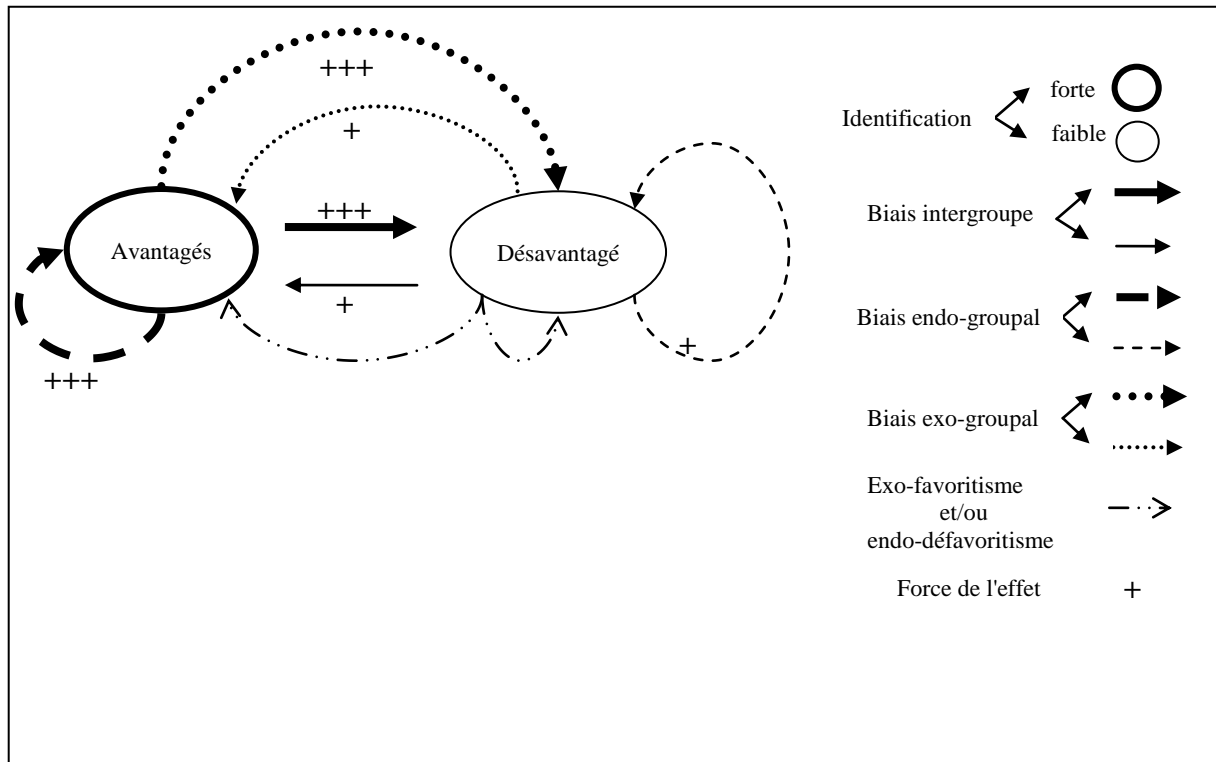 +++
+
+++
Avantagés
Désavantagé
+
+
+++
Identification
forte
faible
Biais intergroupe
Biais endo-groupal
Biais exo-groupal
Exo-favoritisme
et/ou
endo-défavoritisme
Force de l'effet +